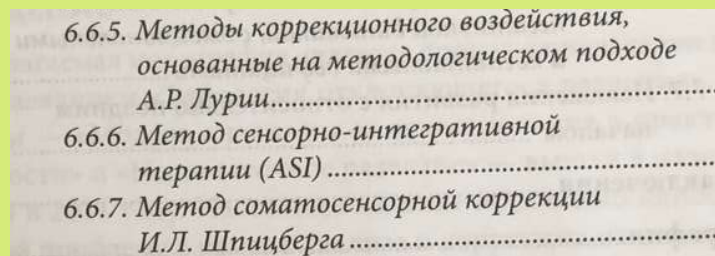 6.6.5. Методы коррекционного воздействия,
основанные на методологическом подходе
А.Р. Лурии..............................................................
6.6.6. Метод сенсорно-интегративной
терапии (ASI) ......................................................
6.6.7. Метод соматосенсорной коррекции
И.Л. Шпицберга ...................................................